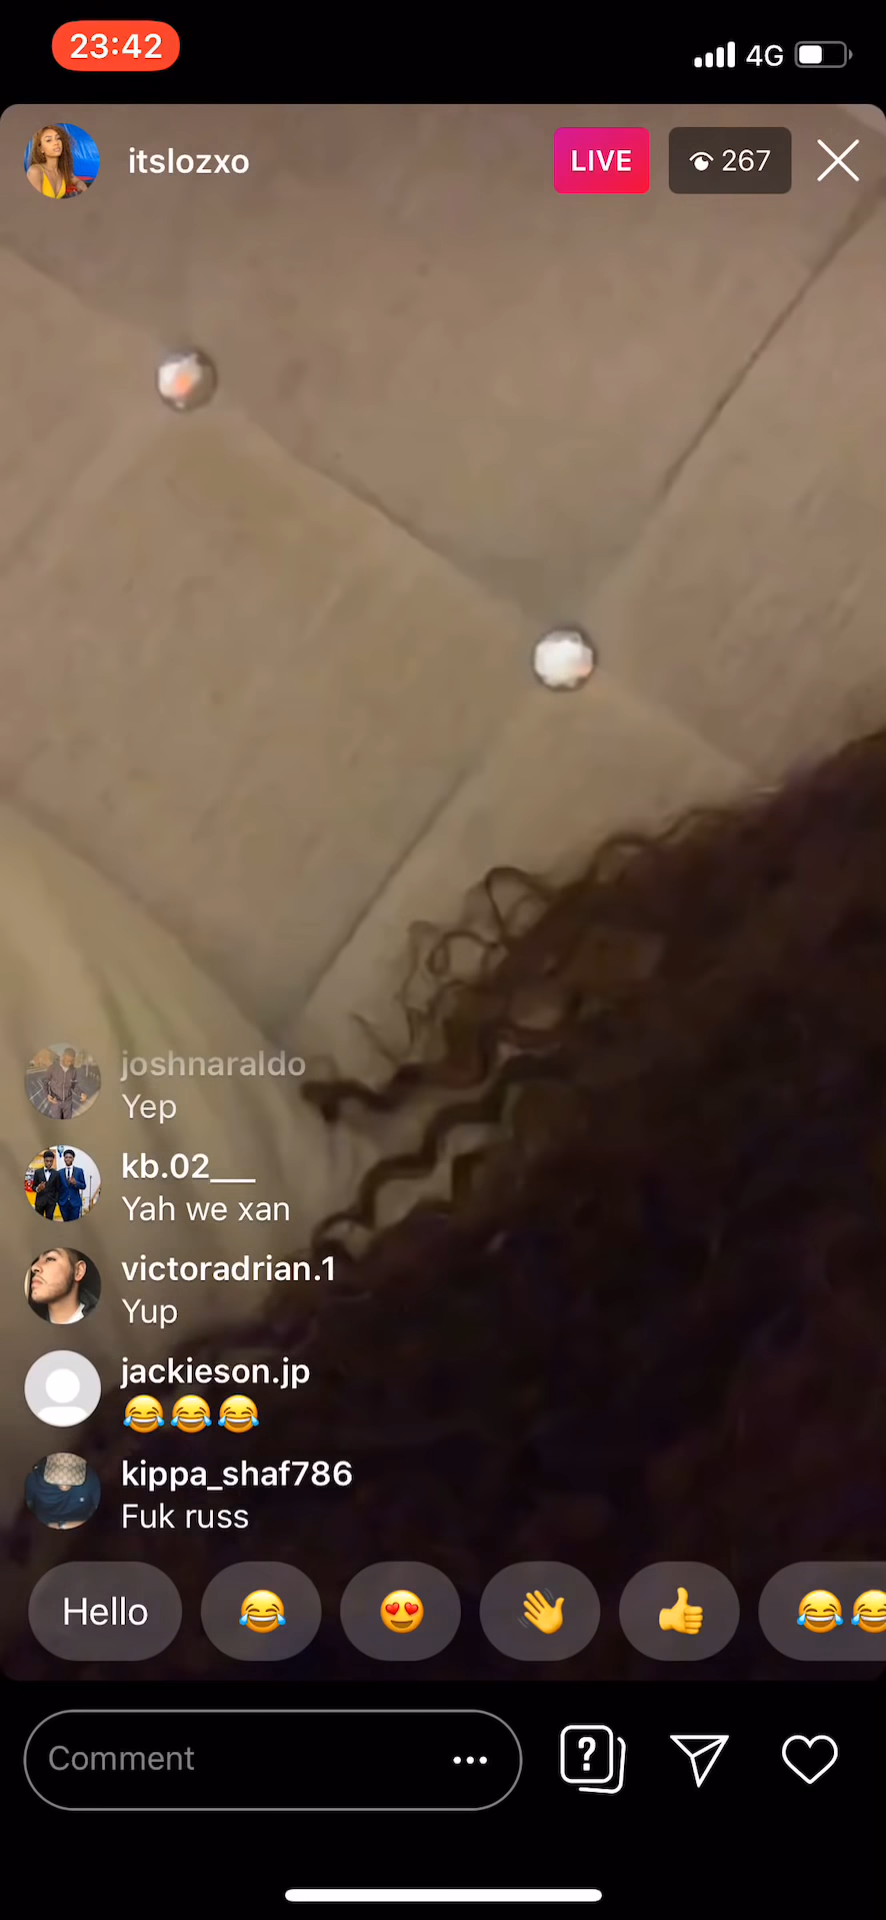 23:42
4G
itslozxo
LIVE
267
joshnaraldo
Yep
kb.02___
Yah we xan
victoradrian.1
Yup
jackieson.jp
😂😂😂
kippa_shaf786
Fuk russ
Hello
Comment